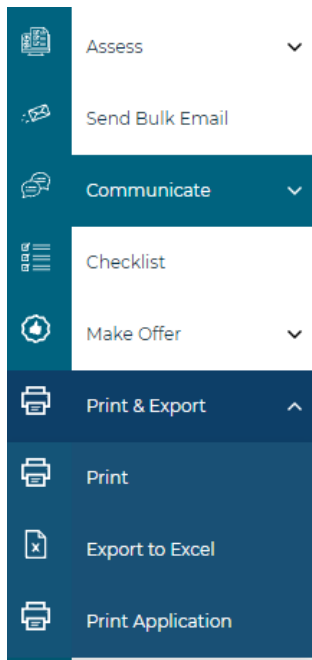 Assess
Send Bulk Email
Communicate
Checklist
Make Offer
Print & Export
Print
Export to Excel
Print Application